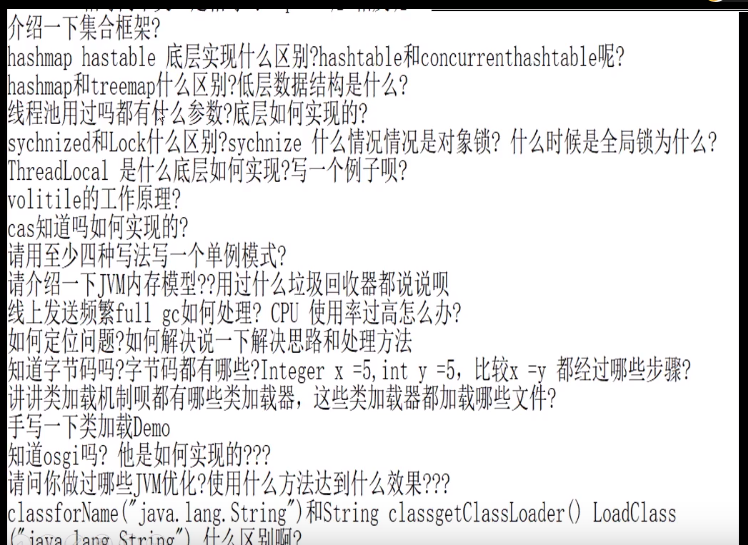 介绍一下集合框架?
hashmap hastable 底层实现什么区别?hashtable和concurrenthashtable呢?
hashmap和treemap什么区别?低层数据结构是什么?
线程池用过吗都有什么参数?底层如何实现的?
sychnized和Lock什么区别?sychnize 什么情况情况是对象锁? 什么时候是全局锁为什么?
ThreadLocal 是什么底层如何实现?写一个例子呗?
volitile的工作原理?
cas知道吗如何实现的?
请用至少四种写法写一个单例模式?
请介绍一下JVM内存模型??用过什么垃圾回收器都说说呗
线上发送频繁full gc如何处理? CPU 使用率过高怎么办?
如何定位问题?如何解决说一下解决思路和处理方法
知道字节码吗?字节码都有哪些?Integer x =5,int y =5，比较x =y 都经过哪些步骤?
讲讲类加载机制呗都有哪些类加载器，这些类加载器都加载哪些文件?
手写一下类加载Demo
知道osgi吗? 他是如何实现的???
请问你做过哪些JVM优化?使用什么方法达到什么效果???
classforName("java.lang.String")和String classgetClassLoader() LoadClass
("java.lang.String") 什么区别啊?